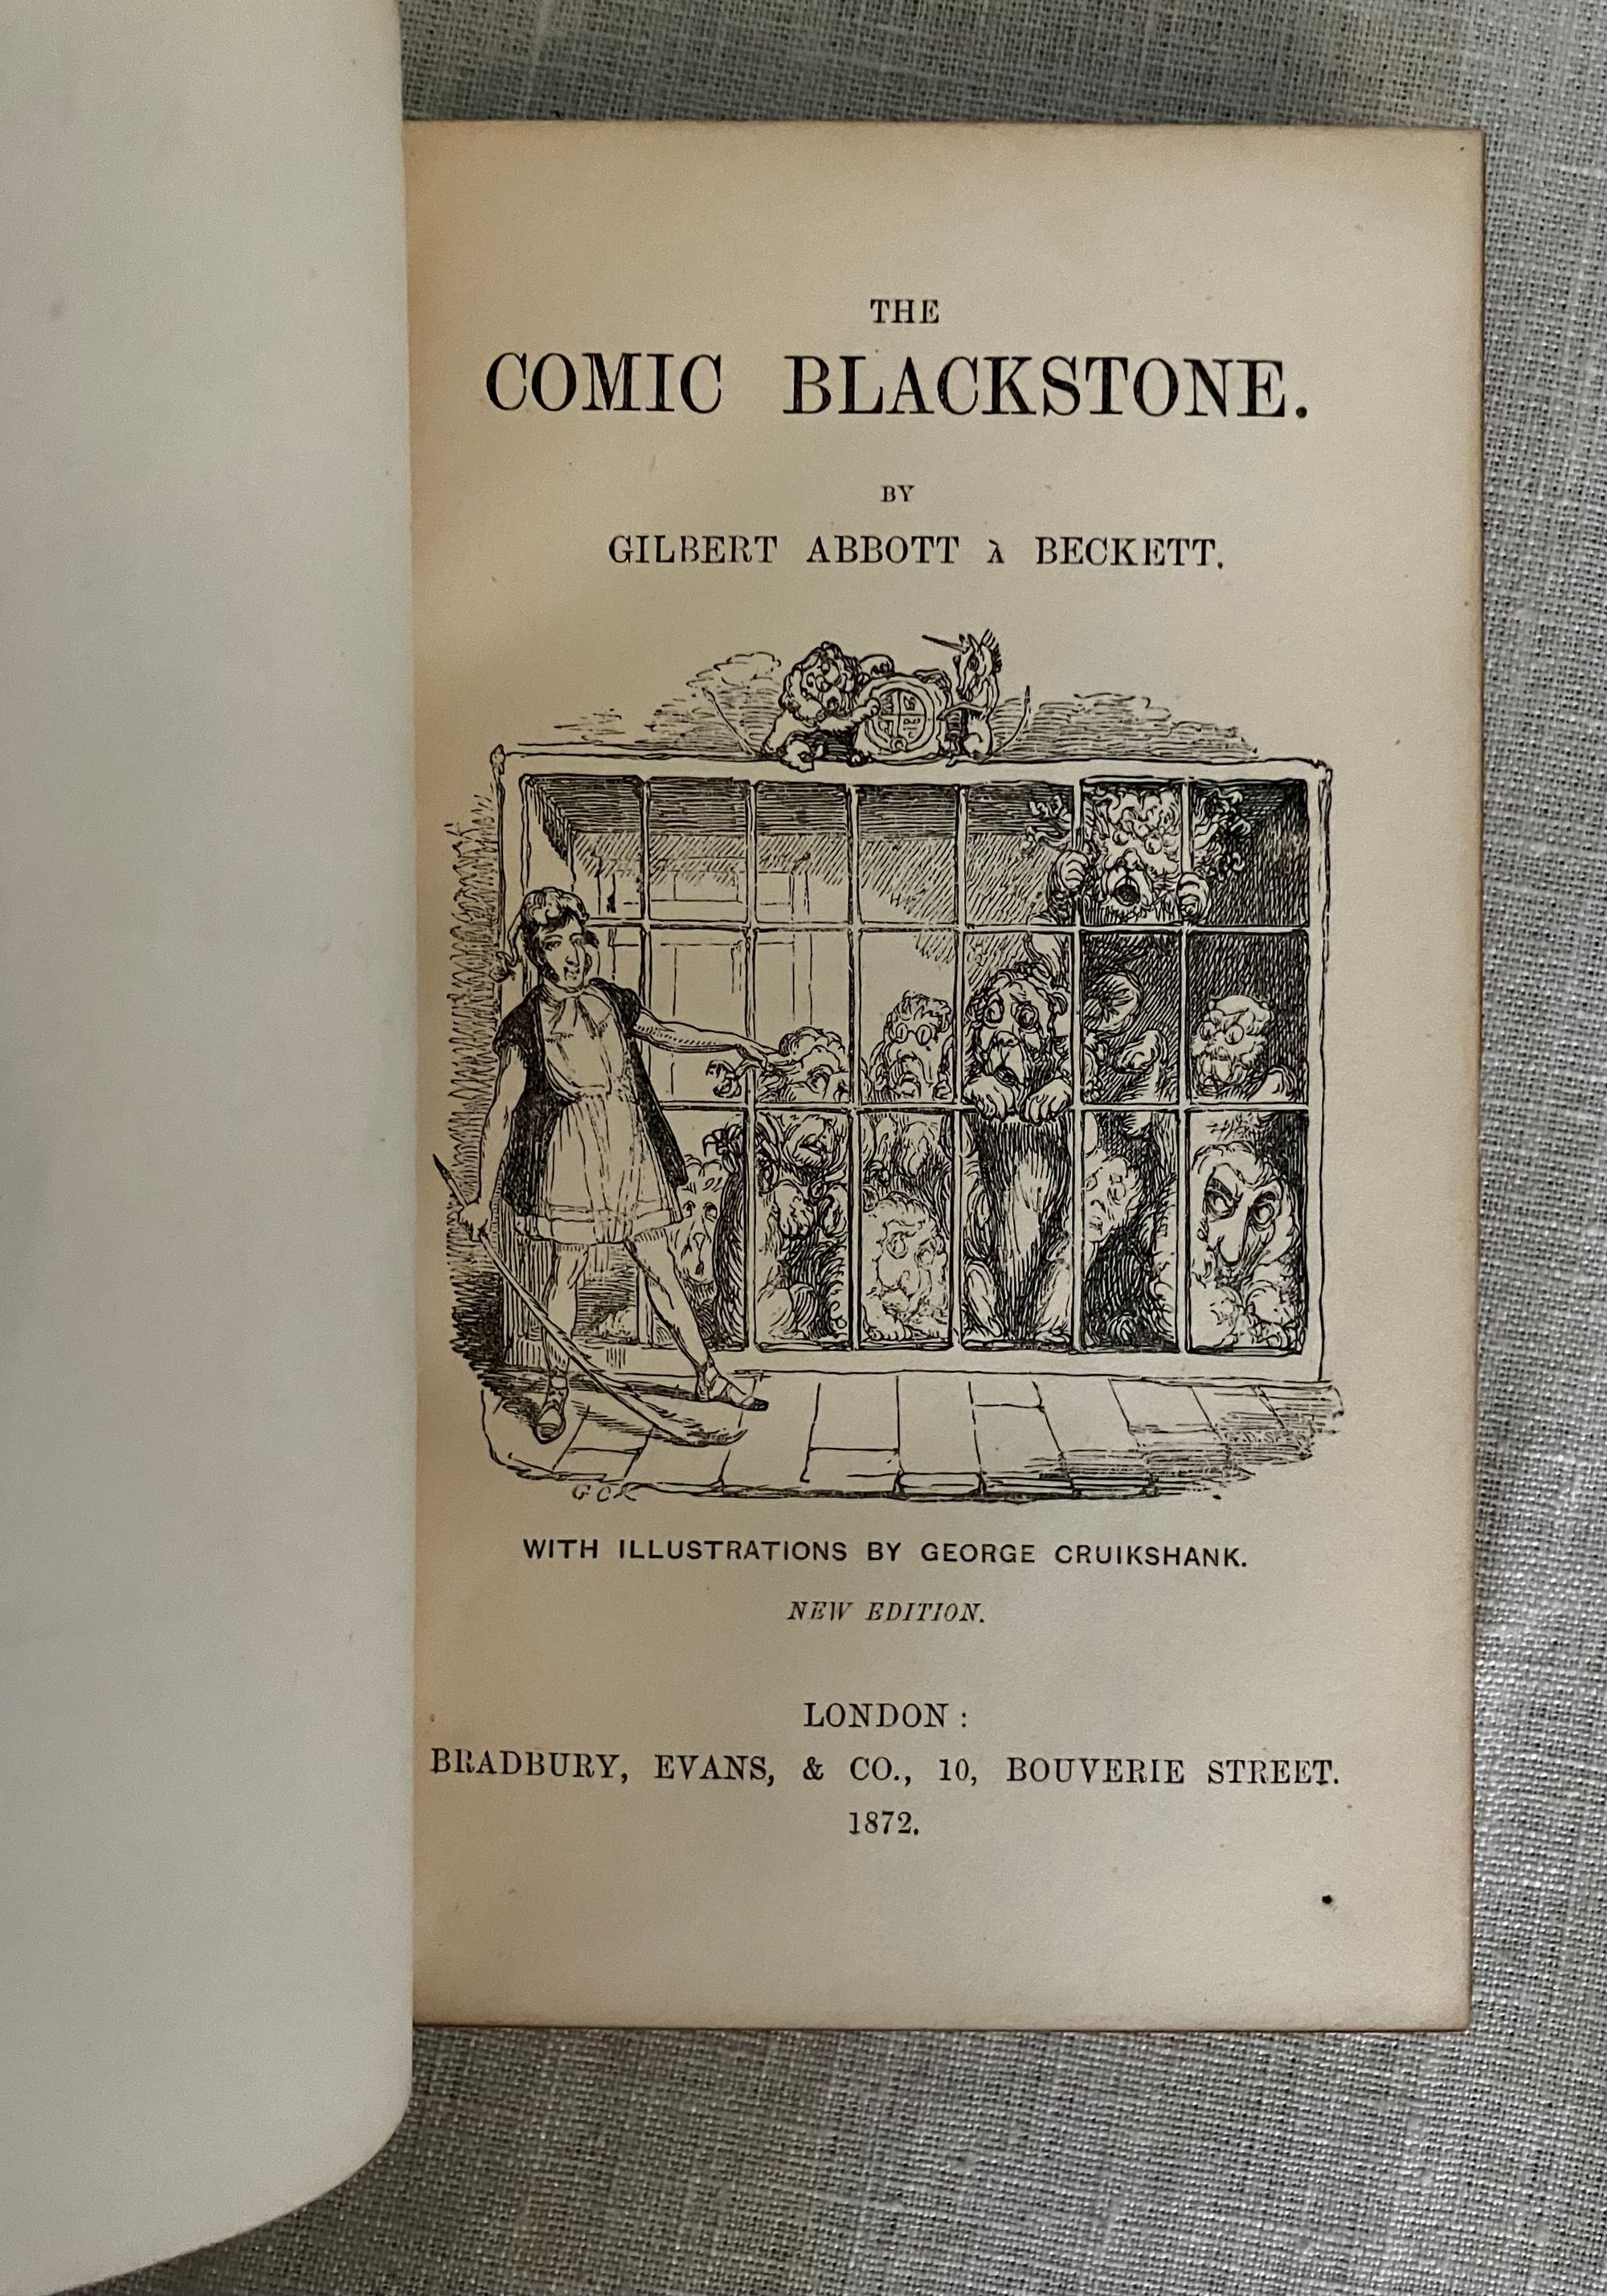 THE
COMIC BLACKSTONE.
BY
GILBERT ABBOTT À BECKETT.
GCK
WITH ILLUSTRATIONS BY GEORGE CRUIKSHANK.
NEW EDITION.
LONDON:
BRADBURY, EVANS, & CO., 10, BOUVERIE STREET.
1872.